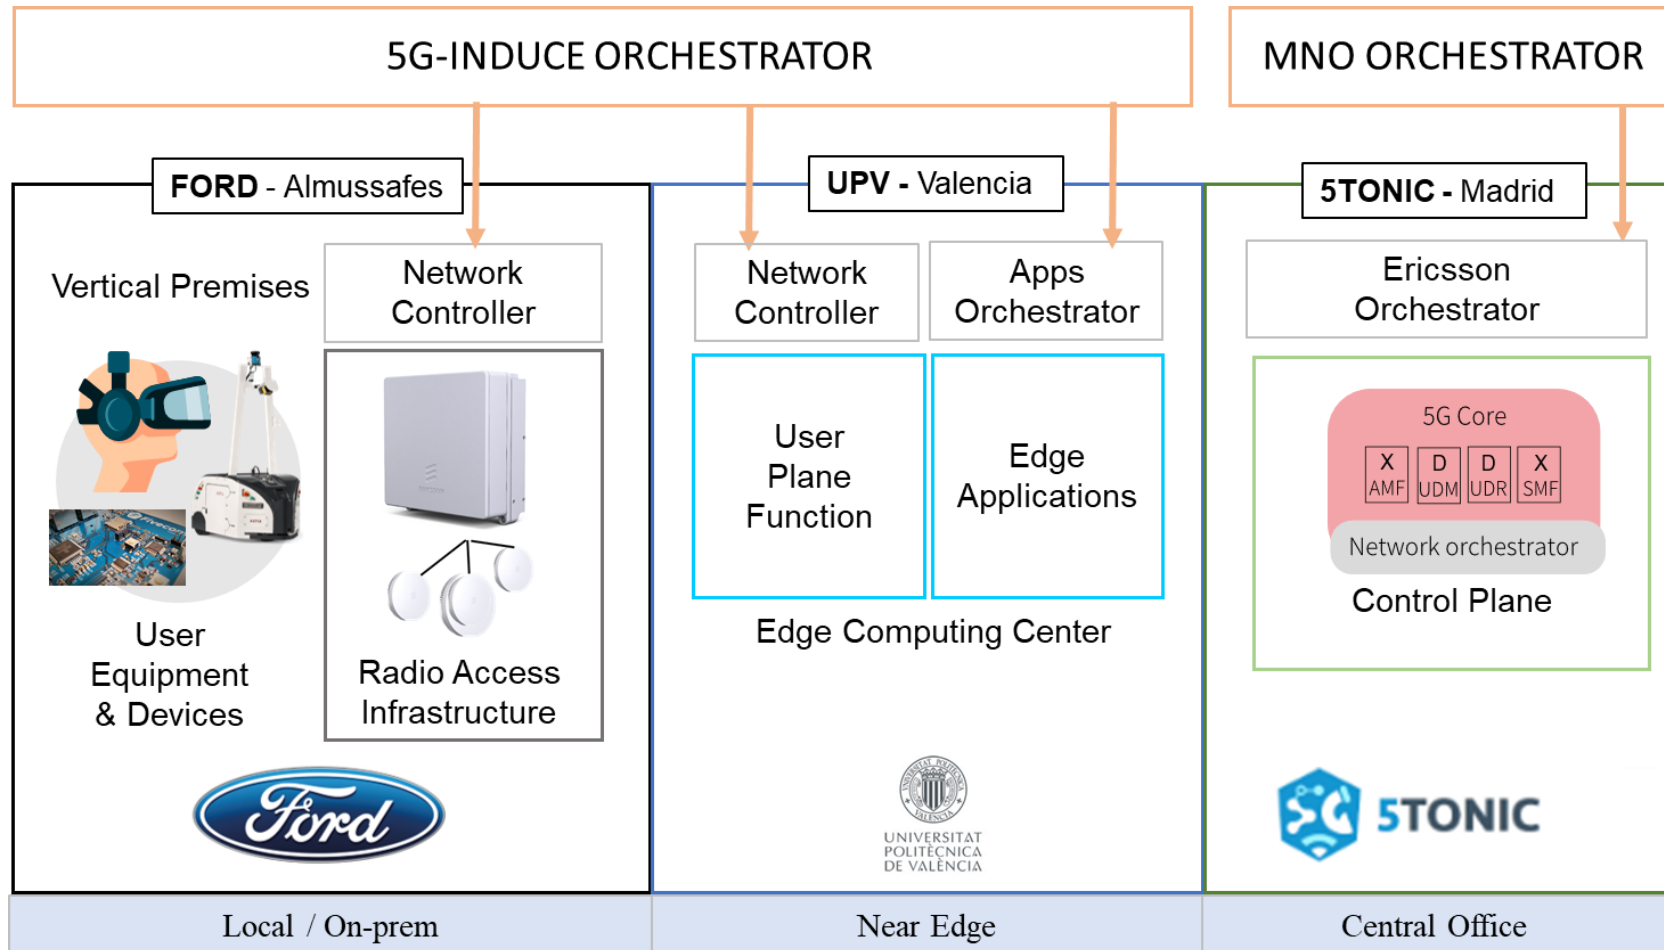 5G-INDUCE ORCHESTRATOR
MNO ORCHESTRATOR
FORD - Almussafes
UPV - Valencia
5TONIC - Madrid
Vertical Premises
Network
Controller
Network
Controller
Apps
Orchestrator
Ericsson
Orchestrator
Fivecom
User
Equipment
& Devices
Radio Access
Infrastructure
User
Plane
Function
Edge
Applications
Edge Computing Center
5G Core
X
AMF
D
UDM
D
UDR
X
SMF
Network orchestrator
Control Plane
Ford
UNIVERSITAT
POLITÈCNICA
DE VALÈNCIA
5G
5TONIC
Local / On-prem
Near Edge
Central Office